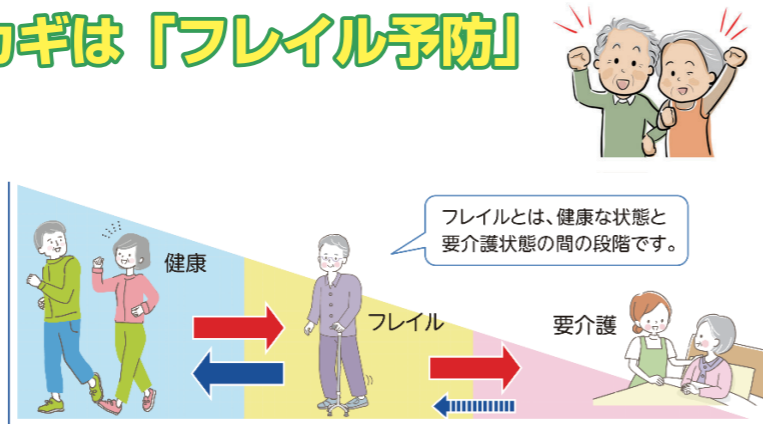 カギは「フレイル予防」
フレイルとは、健康な状態と
要介護状態の間の段階です。
健康
フレイル
要介護